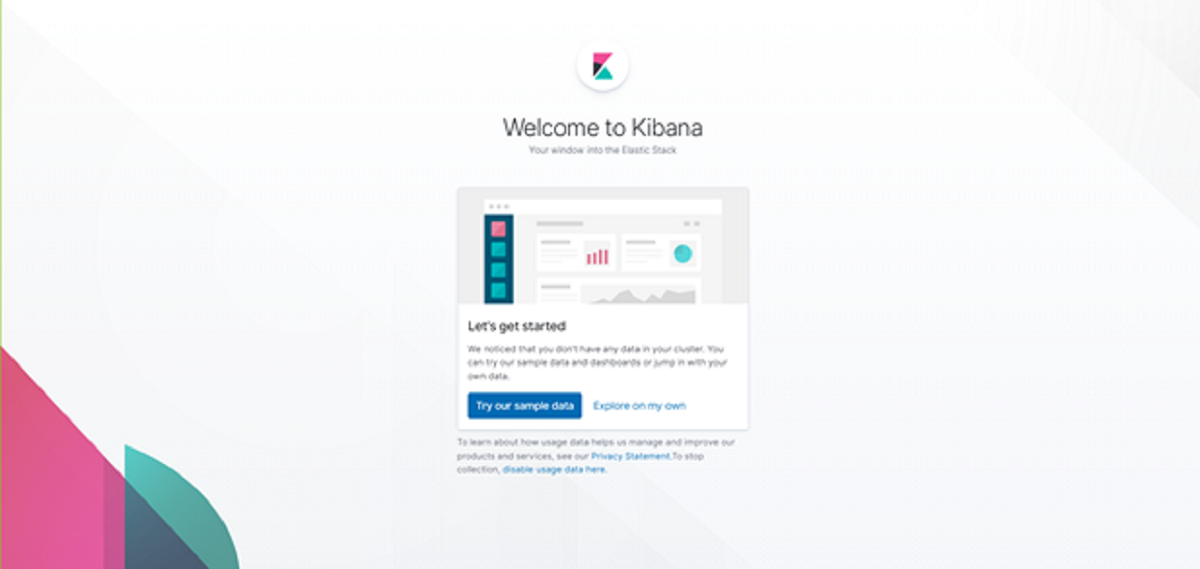 Welcome to Kibana
Your window into the Elastic Stack
Let's get started
We noticed that you don't have any data in your cluster. You
can try our sample data and dashboards or jump in with your
own data.
Try our sample data
Explore on my own
To learn about how usage data helps us manage and improve our
products and services, see our Privacy Statement.To stop
collection, disable usage data here.